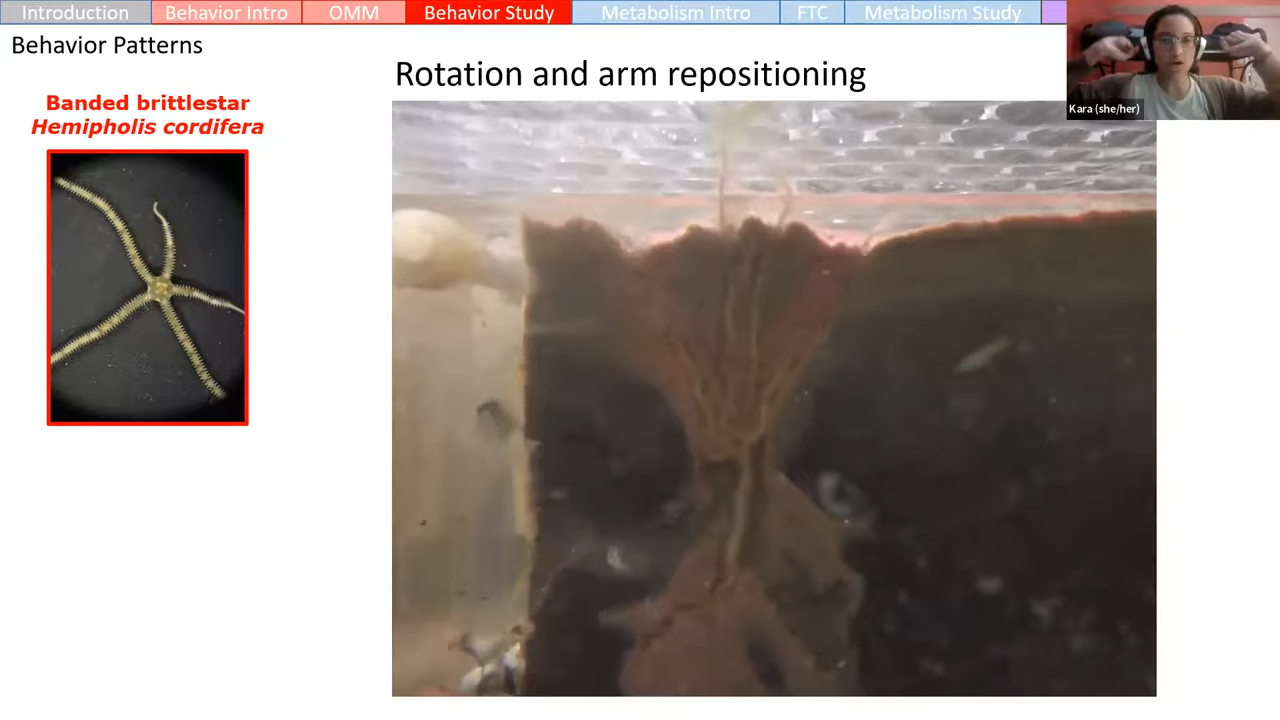 Introduction
Behavior Intro
OMM
Behavior Study
Metabolism Intro
FTC
Metabolism Study
Behavior Patterns
Rotation and arm repositioning
Banded brittlestar
Hemipholis cordifera
Kara (she/her)